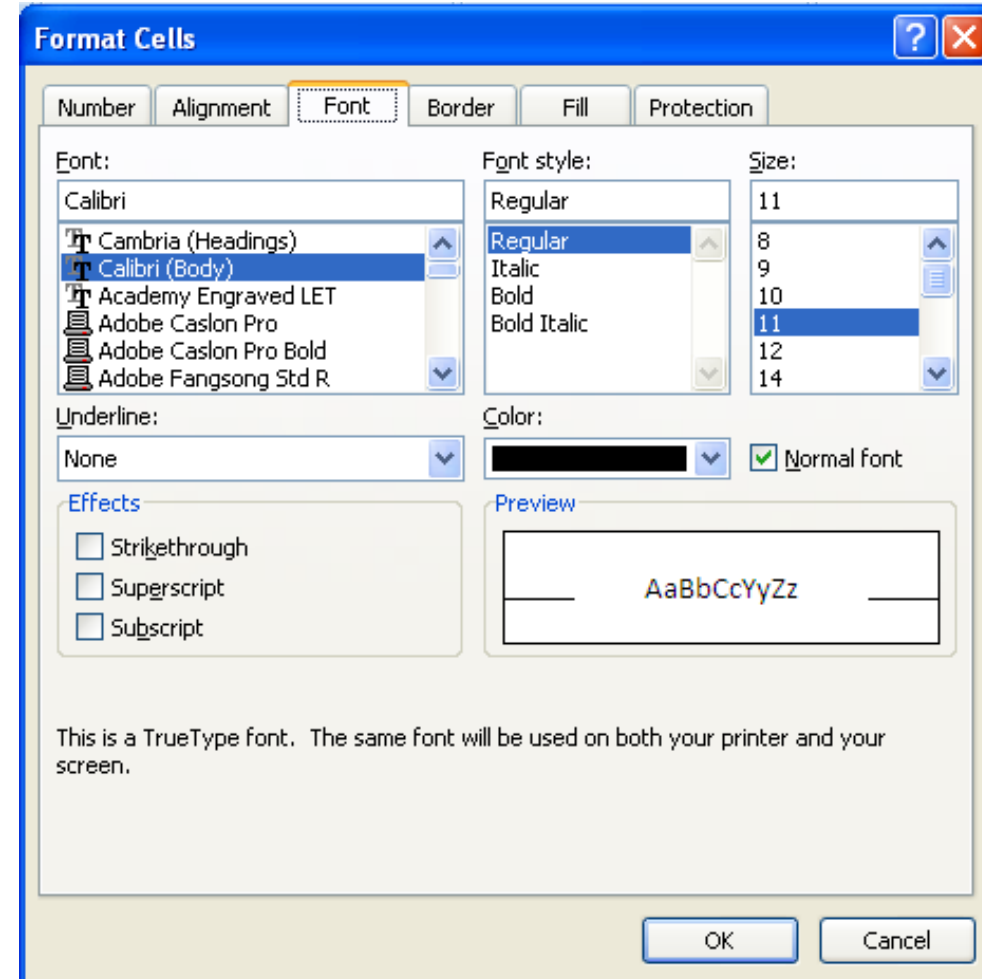 Format Cells
Number Alignment Font Border Fill Protection
Font: Font style: Size:
Calibri Regular 11
Cambria (Headings) Regular 8
Calibri (Body) Italic 9
Academy Engraved LET Bold 10
Adobe Caslon Pro Bold Italic 11
Adobe Caslon Pro Bold 12
Adobe Fangsong Std R 14
Underline: Color:
None Normal font
Effects Preview
Strikethrough
Superscript AaBbCcYyZz
Subscript
This is a TrueType font. The same font will be used on both your printer and your
screen.
OK Cancel